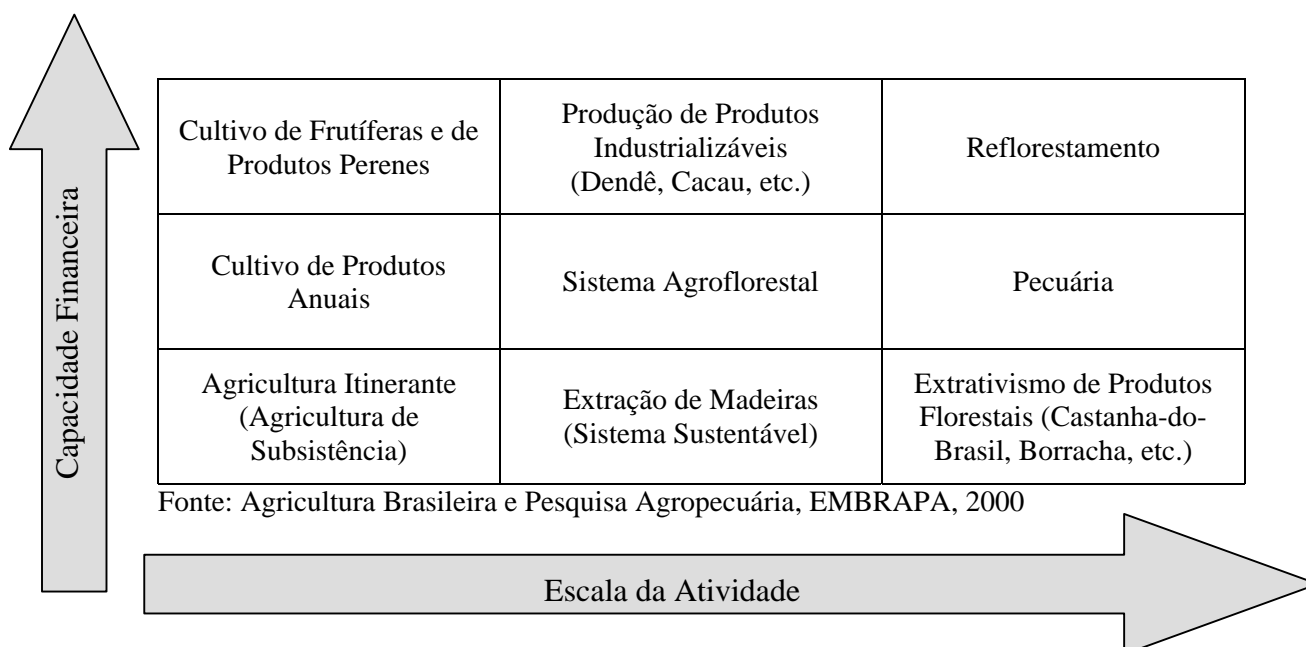 Capacidade Financeira
Cultivo de Frutíferas e de
Produtos Perenes
Produção de Produtos
Industrializáveis
(Dendê, Cacau, etc.)
Reflorestamento
Cultivo de Produtos
Anuais
Sistema Agroflorestal
Pecuária
Agricultura Itinerante
(Agricultura de
Subsistência)
Extração de Madeiras
(Sistema Sustentável)
Extrativismo de Produtos
Florestais (Castanha-do-
Brasil, Borracha, etc.)
Fonte: Agricultura Brasileira e Pesquisa Agropecuária, EMBRAPA, 2000
Escala da Atividade